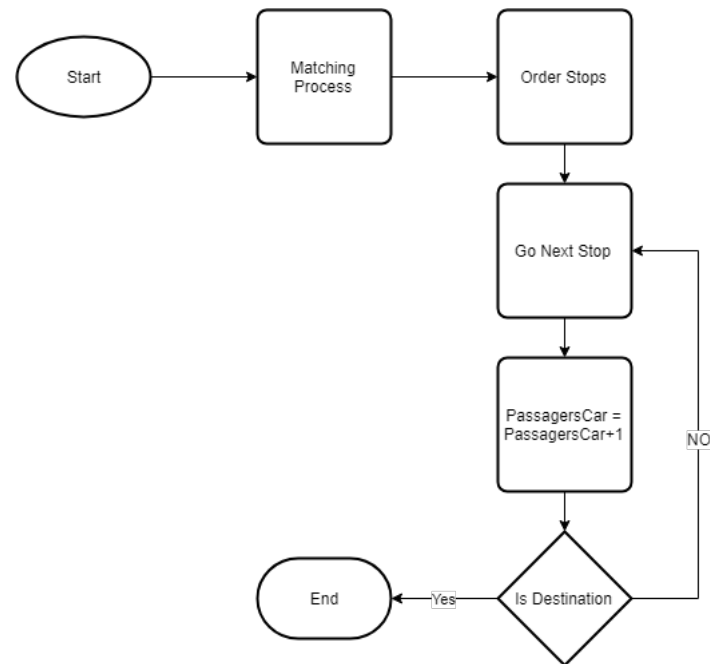 Start
Matching
Process
Order Stops
Go Next Stop
PassagersCar =
PassagersCar+1
NO
Is Destination
Yes
End